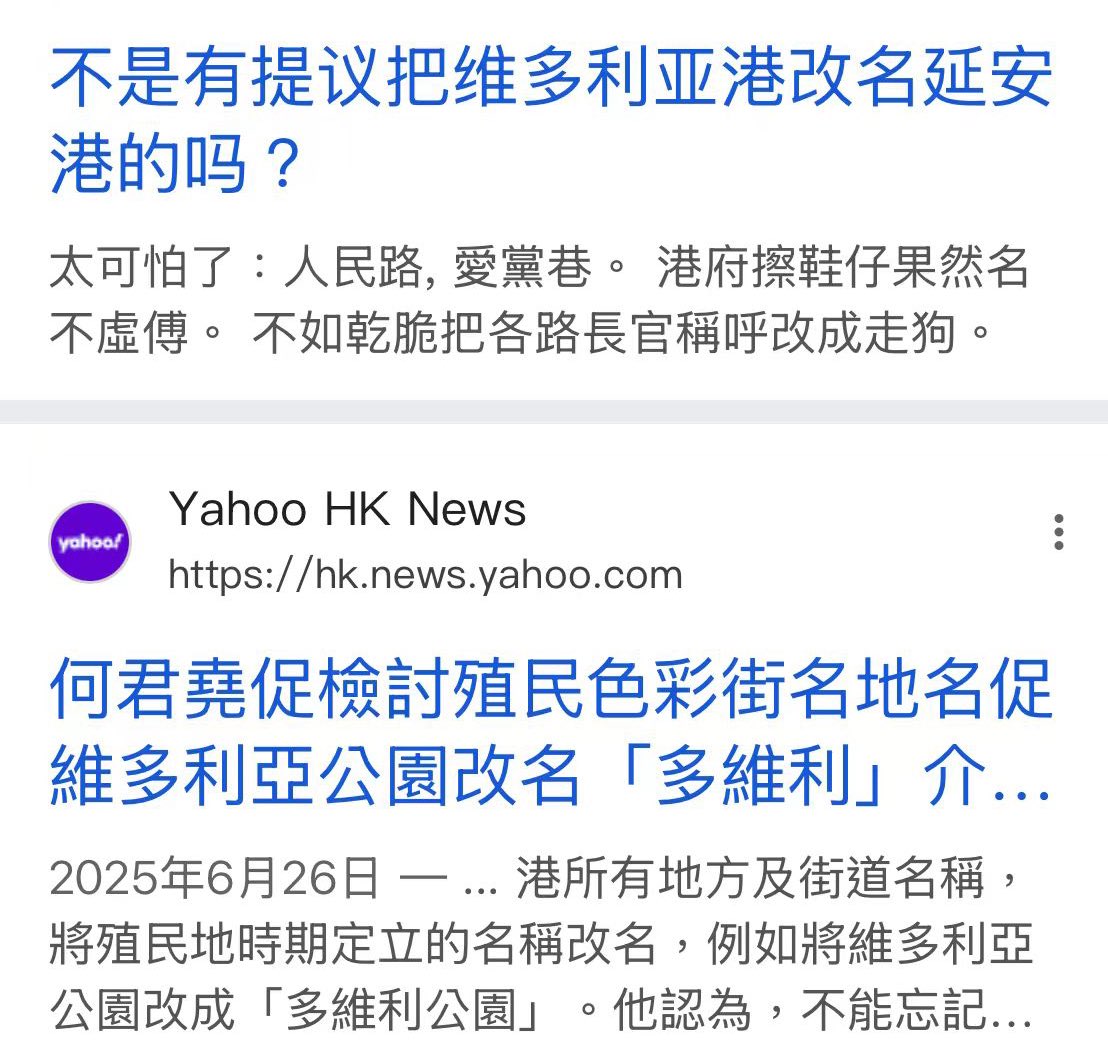 不是有提议把维多利亚港改名延安
港的吗？
太可怕了：人民路, 愛黨巷。 港府擦鞋仔果然名
不虛傳。 不如乾脆把各路長官稱呼改成走狗。
yahoo!
Yahoo HK News
https://hk.news.yahoo.com
何君堯促檢討殖民色彩街名地名促
維多利亞公園改名「多維利」介...
2025年6月26日 — ... 港所有地方及街道名稱，
將殖民地時期定立的名稱改名，例如將維多利亞
公園改成「多維利公園」。他認為，不能忘記...